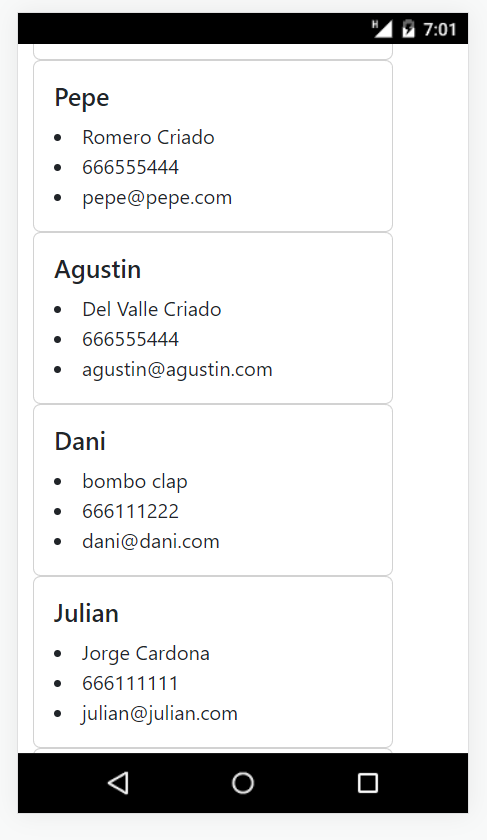 H 7:01
Pepe
Romero Criado
666555444
pepe@pepe.com
Agustin
Del Valle Criado
666555444
agustin@agustin.com
Dani
bombo clap
666111222
dani@dani.com
Julian
Jorge Cardona
666111111
julian@julian.com